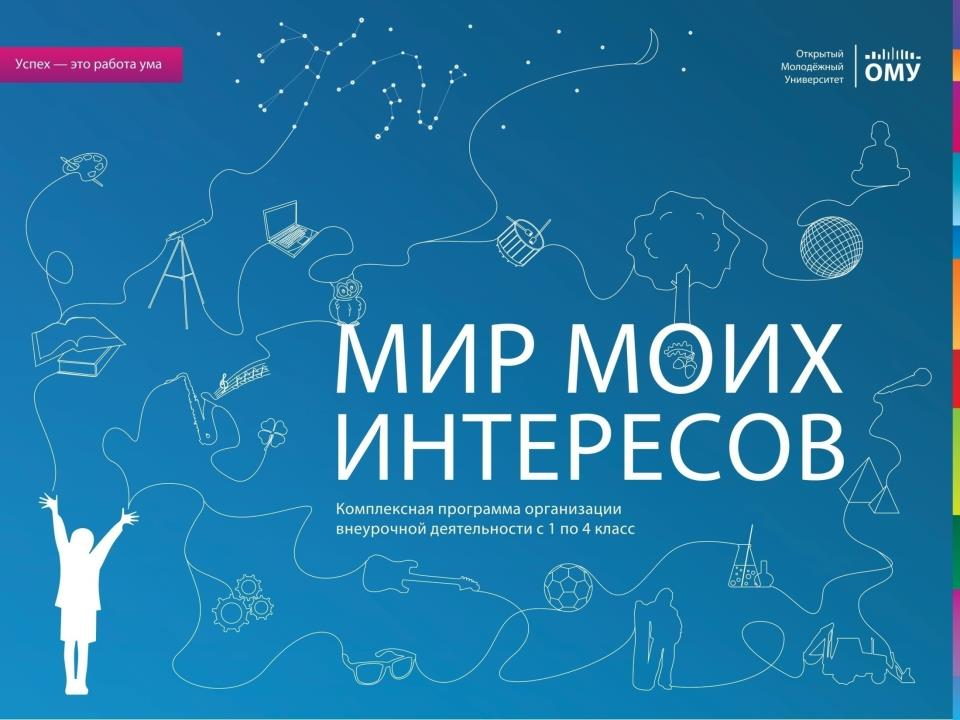 Успех — это работа ума
Открытый
Молодёжный
Университет
ОМУ
МИР МОИХ
ИНТЕРЕСОВ
Комплексная программа организации
внеурочной деятельности с 1 по 4 класс